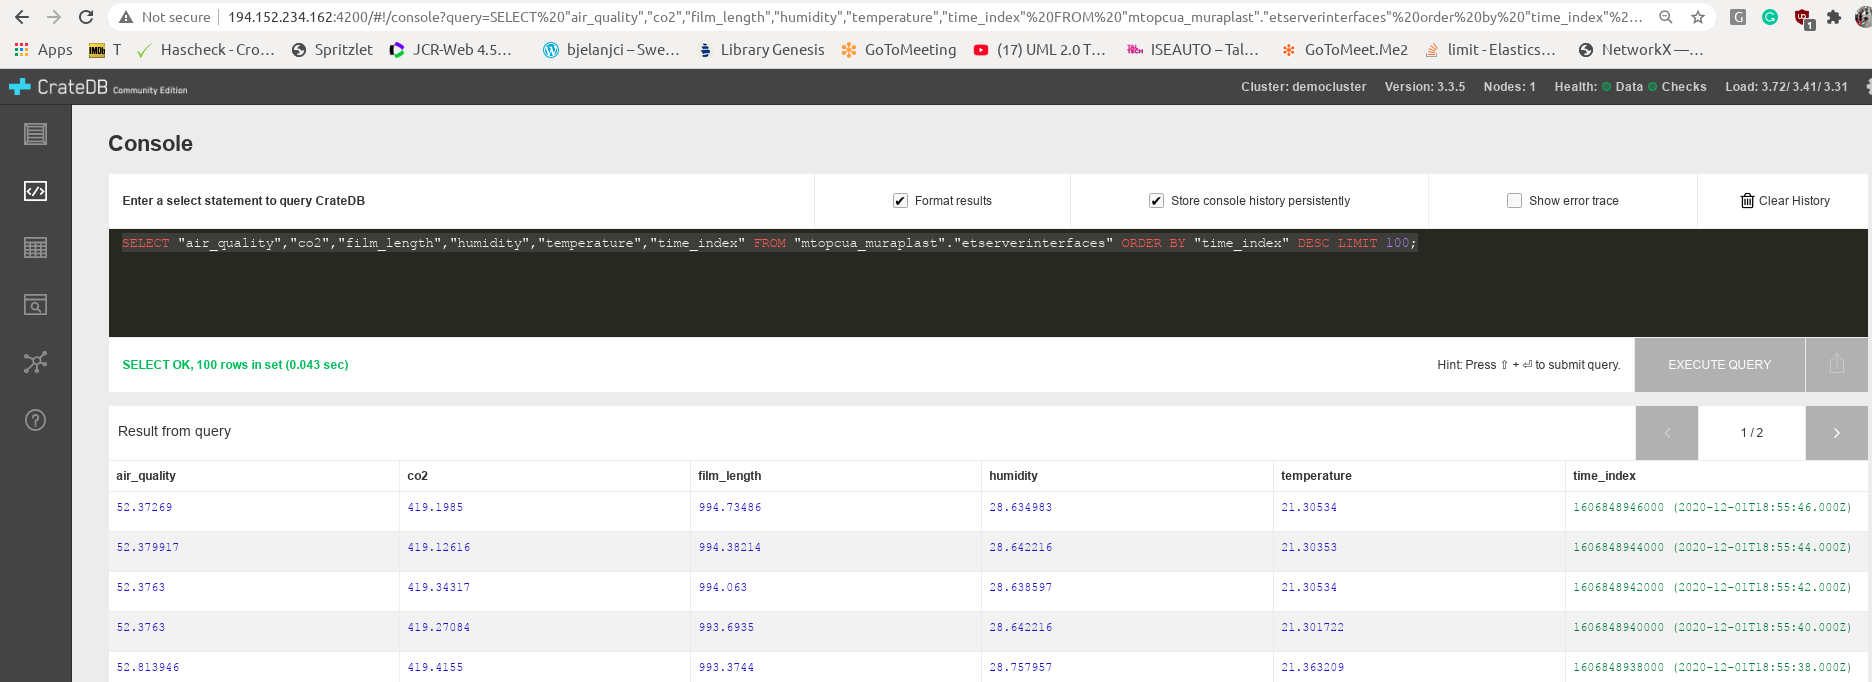 Not secure 194.152.234.162:4200/#!/console?query=SELECT%20"air_quality","co2","film_length","humidity","temperature","time_index"%20FROM%20"mtopcua_muraplast"."etserverinterfaces"%20order%20by%20"time_index"%2...
G 1
Apps IMDb T Hascheck - Cro... Spritzlet JCR-Web 4.5... bjelanjci – Swe... Library Genesis GoToMeeting (17) UML 2.0 T... ISEAUTO – Tal... GoToMeet.Me2 limit - Elastics... NetworkX —...
CrateDB Community Edition Cluster: democluster Version: 3.3.5 Nodes: 1 Health: Data Checks Load: 3.72/ 3.41/ 3.31
Console
Enter a select statement to query CrateDB Format results Store console history persistently Show error trace Clear History
SELECT "air_quality","co2","film_length","humidity","temperature","time_index" FROM "mtopcua_muraplast"."etserverinterfaces" ORDER BY "time_index" DESC LIMIT 100;
SELECT OK, 100 rows in set (0.043 sec) Hint: Press ⇧ + ⏎ to submit query. EXECUTE QUERY
Result from query 1 / 2
air_quality co2 film_length humidity temperature time_index
52.37269 419.1985 994.73486 28.634983 21.30534 1606848946000 (2020-12-01T18:55:46.000Z)
52.379917 419.12616 994.38214 28.642216 21.30353 1606848944000 (2020-12-01T18:55:44.000Z)
52.3763 419.34317 994.063 28.638597 21.30534 1606848942000 (2020-12-01T18:55:42.000Z)
52.3763 419.27084 993.6935 28.642216 21.301722 1606848940000 (2020-12-01T18:55:40.000Z)
52.813946 419.4155 993.3744 28.757957 21.363209 1606848938000 (2020-12-01T18:55:38.000Z)